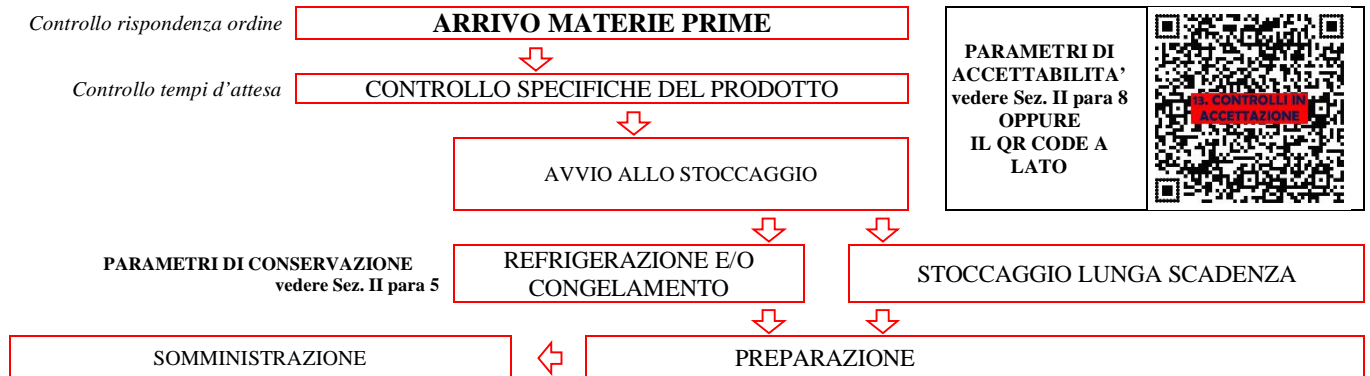 Controllo rispondenza ordine
ARRIVO MATERIE PRIME
Controllo tempi d'attesa
CONTROLLO SPECIFICHE DEL PRODOTTO
PARAMETRI DI
ACCETTABILITA'
vedere Sez. II para 8
OPPURE
IL QR CODE A
LATO
13. CONTROLLI IN
ACCETTAZIONE
AVVIO ALLO STOCCAGGIO
PARAMETRI DI CONSERVAZIONE
vedere Sez. II para 5
REFRIGERAZIONE E/O
CONGELAMENTO
STOCCAGGIO LUNGA SCADENZA
SOMMINISTRAZIONE
PREPARAZIONE